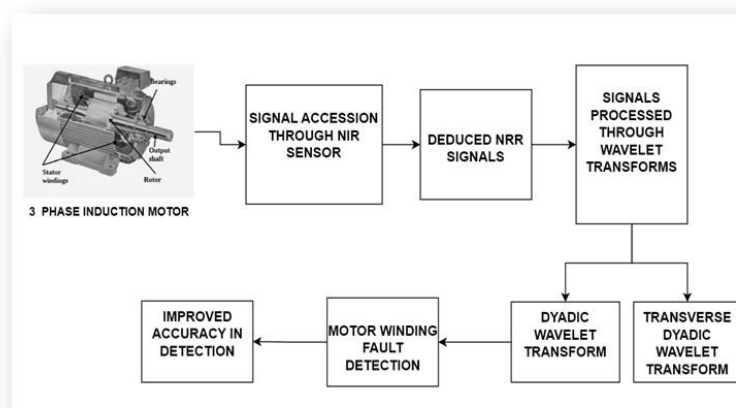 Bearings
Output
shaft
Stator
windings
Rotor
3 PHASE INDUCTION MOTOR
SIGNAL ACCESSION
THROUGH NIR
SENSOR
DEDUCED NRR
SIGNALS
SIGNALS
PROCESSED
THROUGH
WAVELET
TRANSFORMS
IMPROVED
ACCURACY IN
DETECTION
MOTOR WINDING
FAULT
DETECTION
DYADIC
WAVELET
TRANSFORM
TRANSVERSE
DYADIC
WAVELET
TRANSFORM